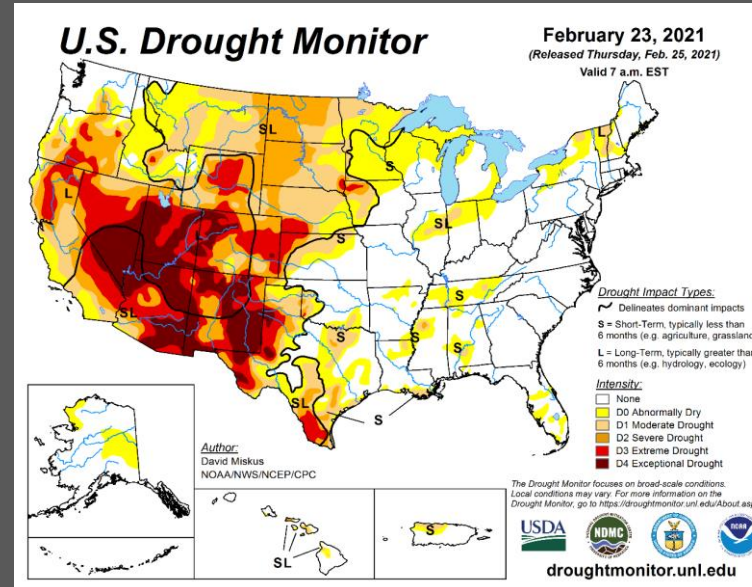 U.S. Drought Monitor
February 23, 2021
(Released Thursday, Feb. 25, 2021)
Valid 7 a.m. EST
SL
S
L
L
SL
L
S
S
SL
S
S
S
SL
S
Drought Impact Types:
Delineates dominant impacts
S = Short-Term, typically less than
6 months (e.g. agriculture, grassland
L = Long-Term, typically greater than
6 months (e.g. hydrology, ecology)
Intensity:
None
D0 Abnormally Dry
D1 Moderate Drought
D2 Severe Drought
D3 Extreme Drought
D4 Exceptional Drought
Author:
David Miskus
NOAA/NWS/NCEP/CPC
SL
S
The Drought Monitor focuses on broad-scale conditions.
Local conditions may vary. For more information on the
Drought Monitor, go to https://droughtmonitor.unl.edu/About.asp
USDA
NDMC
droughtmonitor.unl.edu